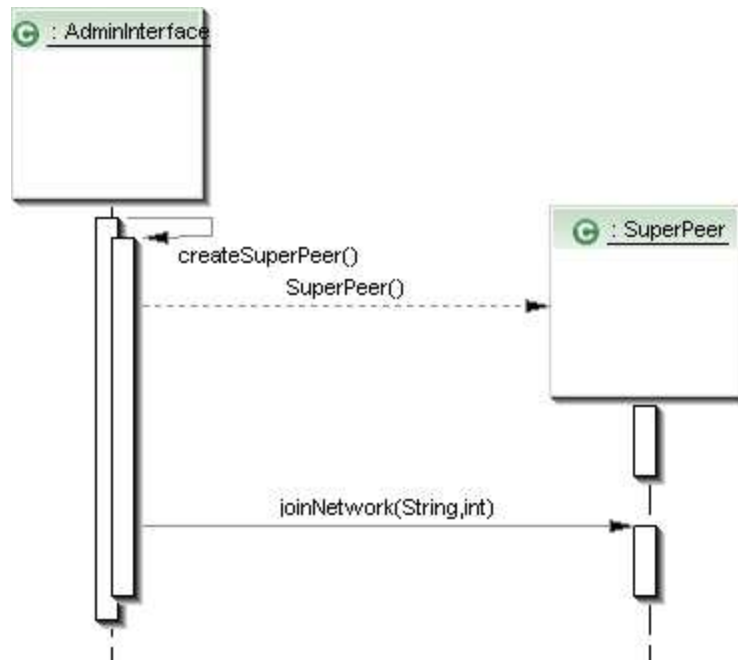 C : AdminInterface
createSuperPeer()
SuperPeer()
C : SuperPeer
joinNetwork(String,int)